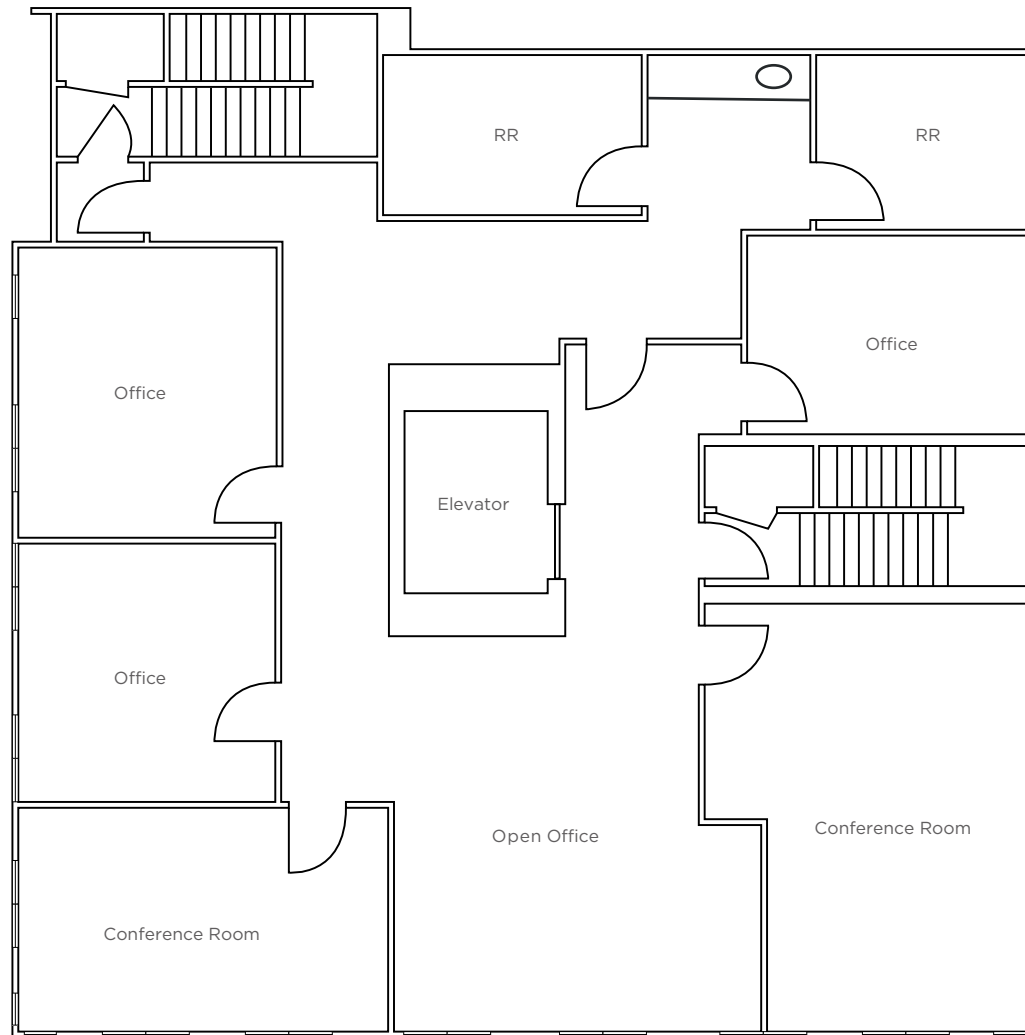 RR
RR
Office
Office
Elevator
Office
Conference Room
Open Office
Conference Room